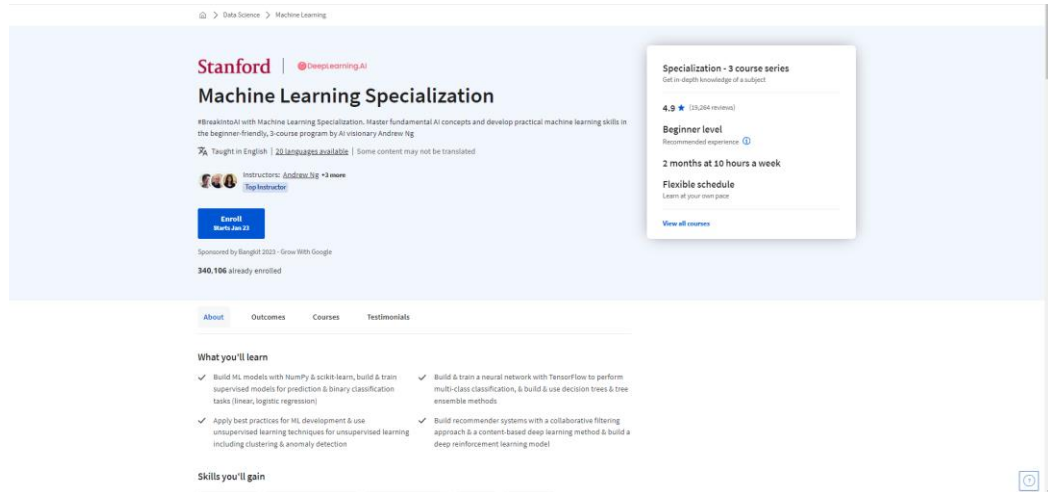 Data Science > Machine Learning
Stanford | DeepLearning.AI
Machine Learning Specialization
#BreakIntoAI with Machine Learning Specialization. Master fundamental AI concepts and develop practical machine learning skills in
the beginner-friendly, 3-course program by AI visionary Andrew Ng
Taught in English | 20 languages available | Some content may not be translated
Instructors: Andrew Ng +3 more
Top Instructor
Enroll
Starts Jan 23
Sponsored by Bangkit 2023 - Grow With Google
340,106 already enrolled
Specialization - 3 course series
Get in-depth knowledge of a subject
4.9 ★ (19,264 reviews)
Beginner level
Recommended experience
2 months at 10 hours a week
Flexible schedule
Learn at your own pace
View all courses
About Outcomes Courses Testimonials
What you'll learn
Build ML models with NumPy & scikit-learn, build & train
supervised models for prediction & binary classification
tasks (linear, logistic regression)
Build & train a neural network with TensorFlow to perform
multi-class classification, & build & use decision trees & tree
ensemble methods
Apply best practices for ML development & use
unsupervised learning techniques for unsupervised learning
including clustering & anomaly detection
Build recommender systems with a collaborative filtering
approach & a content-based deep learning method & build a
deep reinforcement learning model
Skills you'll gain